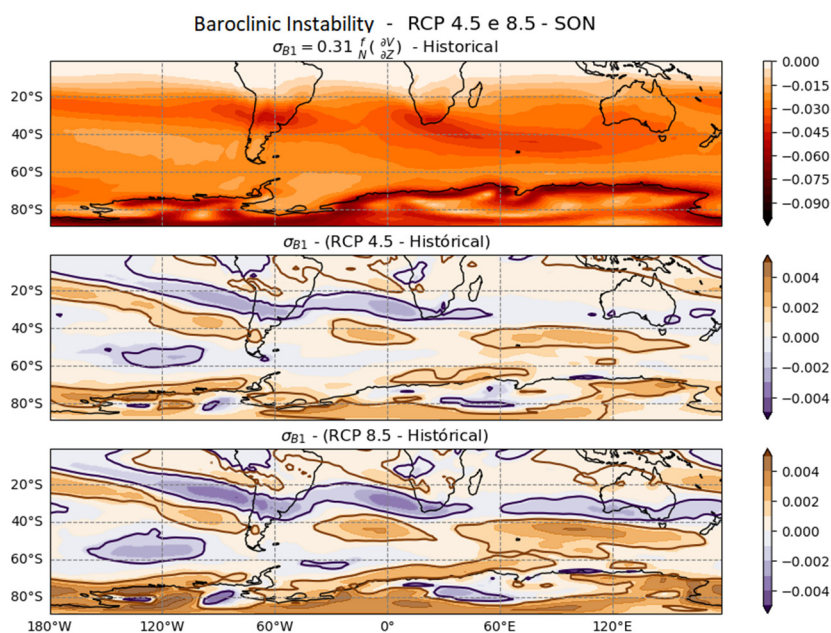 Baroclinic Instability - RCP 4.5 e 8.5 - SON
σB1 = 0.31 f/N (∂V/∂Z) - Historical
20°S
40°S
60°S
80°S
0.000
−0.015
−0.030
−0.045
−0.060
−0.075
−0.090
σB1 - (RCP 4.5 - Histórical)
20°S
40°S
60°S
80°S
0.004
0.002
0.000
−0.002
−0.004
σB1 - (RCP 8.5 - Histórical)
20°S
40°S
60°S
80°S
0.004
0.002
0.000
−0.002
−0.004
180°W 120°W 60°W 0° 60°E 120°E